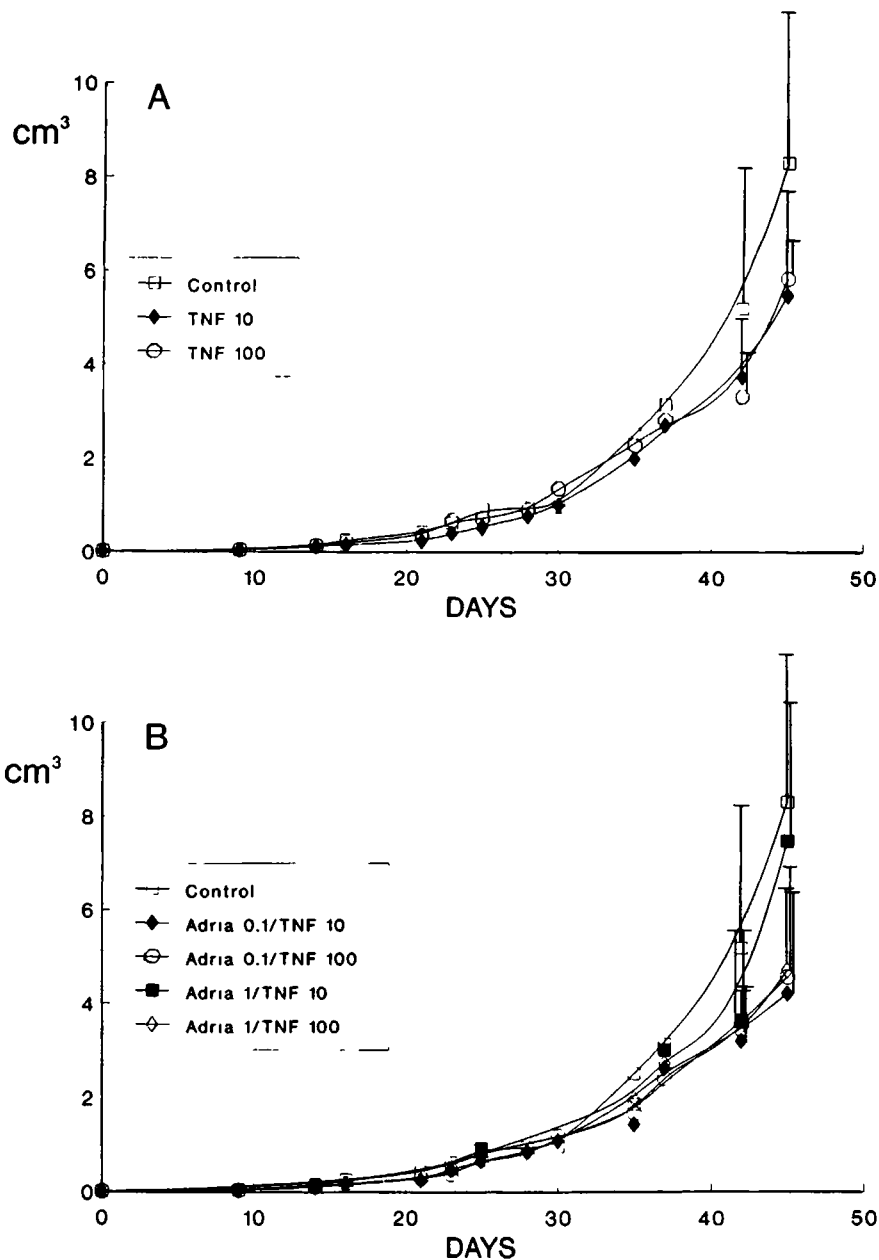 A
cm³
10
8
6
4
2
0
Control
TNF 10
TNF 100
0 10 20 30 40 50
DAYS
B
cm³
10
8
6
4
2
0
Control
Adria 0.1/TNF 10
Adria 0.1/TNF 100
Adria 1/TNF 10
Adria 1/TNF 100
0 10 20 30 40 50
DAYS